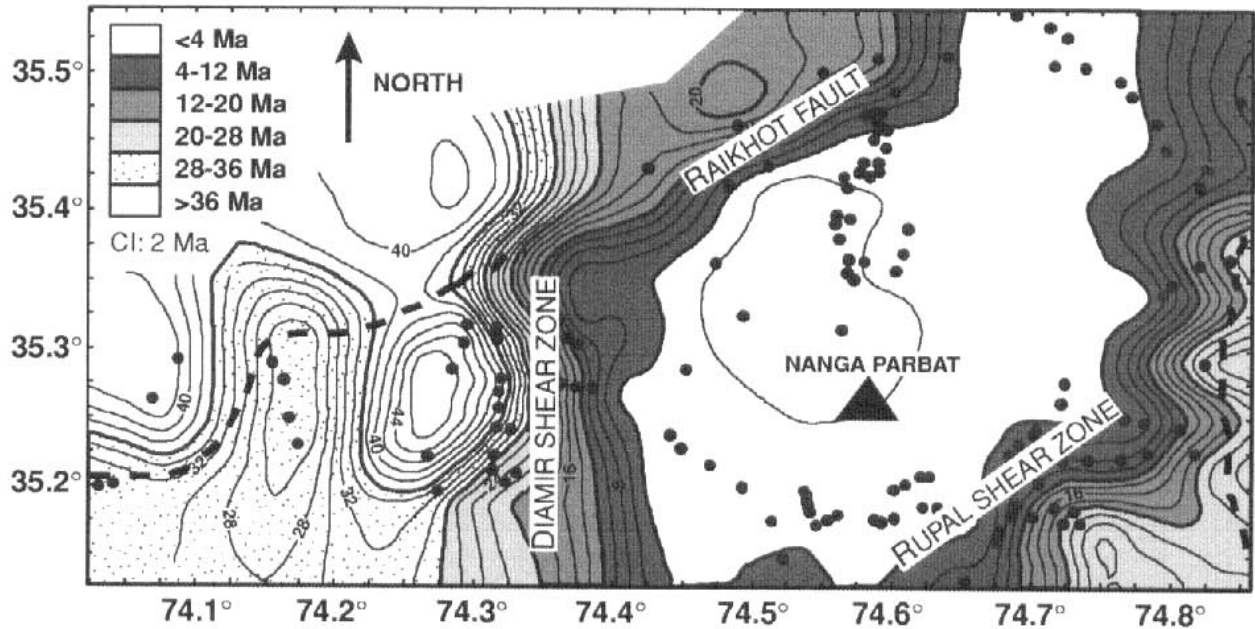 <4 Ma
4-12 Ma
12-20 Ma
20-28 Ma
28-36 Ma
>36 Ma
CI: 2 Ma
NORTH
35.5°
35.4°
35.3°
35.2°
20
RAIKHOT FAULT
40
32
DIAMIR SHEAR ZONE
NANGA PARBAT
RUPAL SHEAR ZONE
40
44
40
32
32
28
28
16
16
74.1°
74.2°
74.3°
74.4°
74.5°
74.6°
74.7°
74.8°